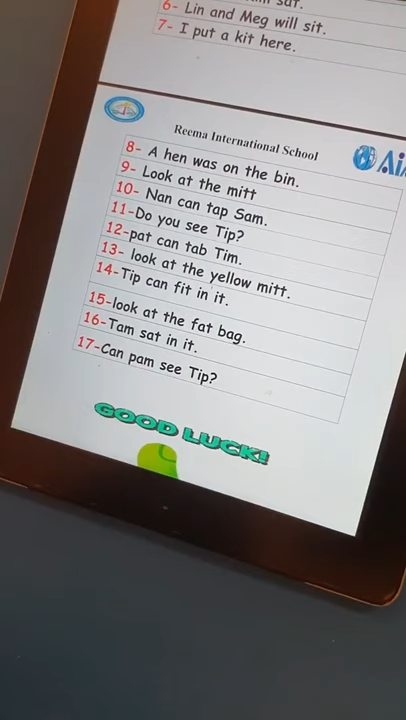 sat.
6- Lin and Meg will sit.
7- I put a kit here.
Reema International School
8- A hen was on the bin.
9- Look at the mitt
10- Nan can tap Sam.
11-Do you see Tip?
12-pat can tab Tim.
13- look at the yellow mitt.
14-Tip can fit in it.
15-look at the fat bag.
16-Tam sat in it.
17-Can pam see Tip?
GOOD LUCK!